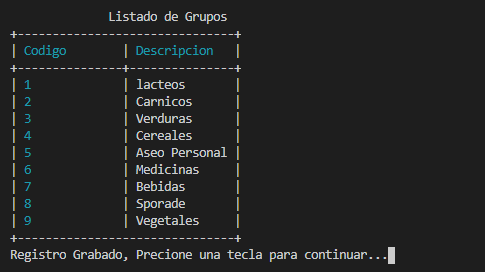 Listado de Grupos
Codigo Descripcion
1 lacteos
2 Carnicos
3 Verduras
4 Cereales
5 Aseo Personal
6 Medicinas
7 Bebidas
8 Sporade
9 Vegetales
Registro Grabado, Precione una tecla para continuar...